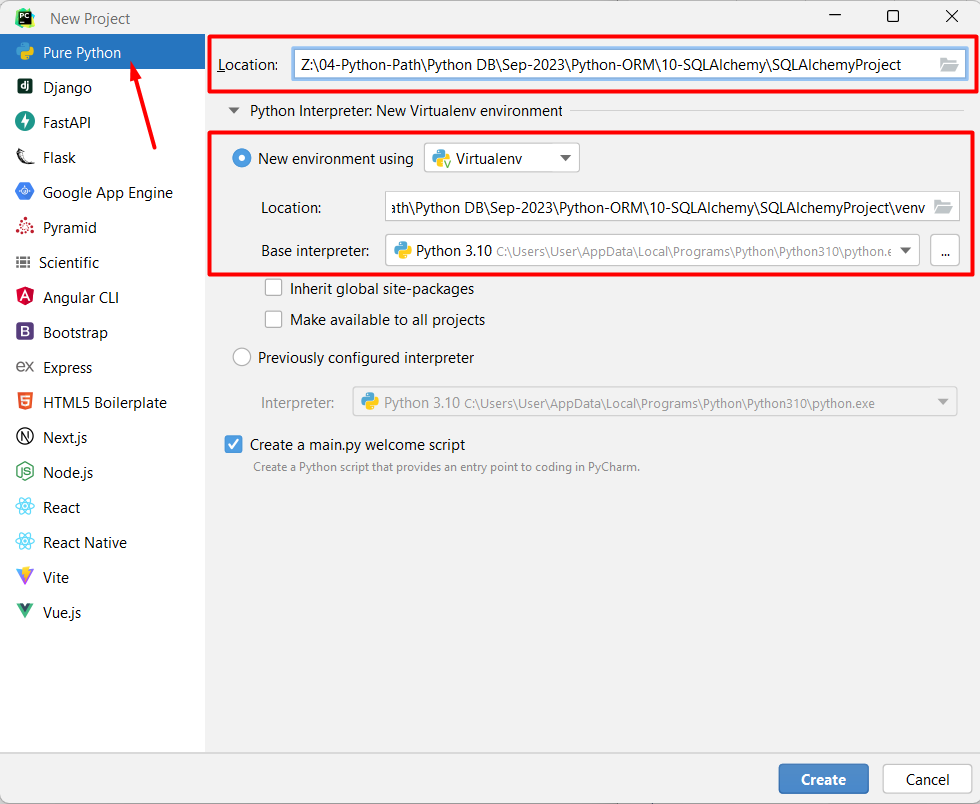 New Project
Pure Python
Django
FastAPI
Flask
Google App Engine
Pyramid
Scientific
Angular CLI
Bootstrap
Express
HTML5 Boilerplate
Next.js
Node.js
React
React Native
Vite
Vue.js
Location: Z:\04-Python-Path\Python DB\Sep-2023\Python-ORM\10-SQLAlchemy\SQLAlchemyProject
Python Interpreter: New Virtualenv environment
New environment using Virtualenv
Location: ath\Python DB\Sep-2023\Python-ORM\10-SQLAlchemy\SQLAlchemyProject\venv
Base interpreter: Python 3.10 C:\Users\User\AppData\Local\Programs\Python\Python310\python.e ...
Inherit global site-packages
Make available to all projects
Previously configured interpreter
Interpreter: Python 3.10 C:\Users\User\AppData\Local\Programs\Python\Python310\python.exe
Create a main.py welcome script
Create a Python script that provides an entry point to coding in PyCharm.
Create Cancel